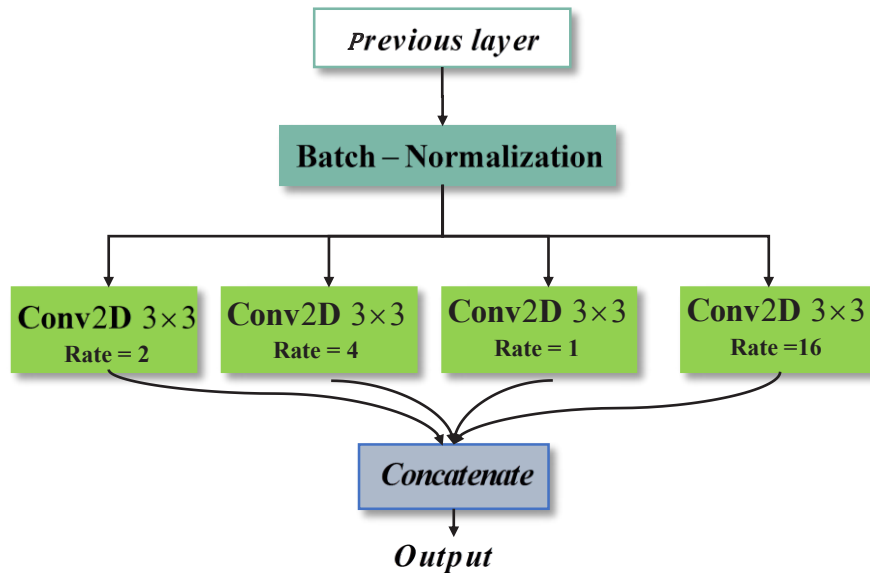 Previous layer
Batch – Normalization
Conv2D 3×3
Rate = 2
Conv2D 3×3
Rate = 4
Conv2D 3×3
Rate = 1
Conv2D 3×3
Rate =16
Concatenate
Output